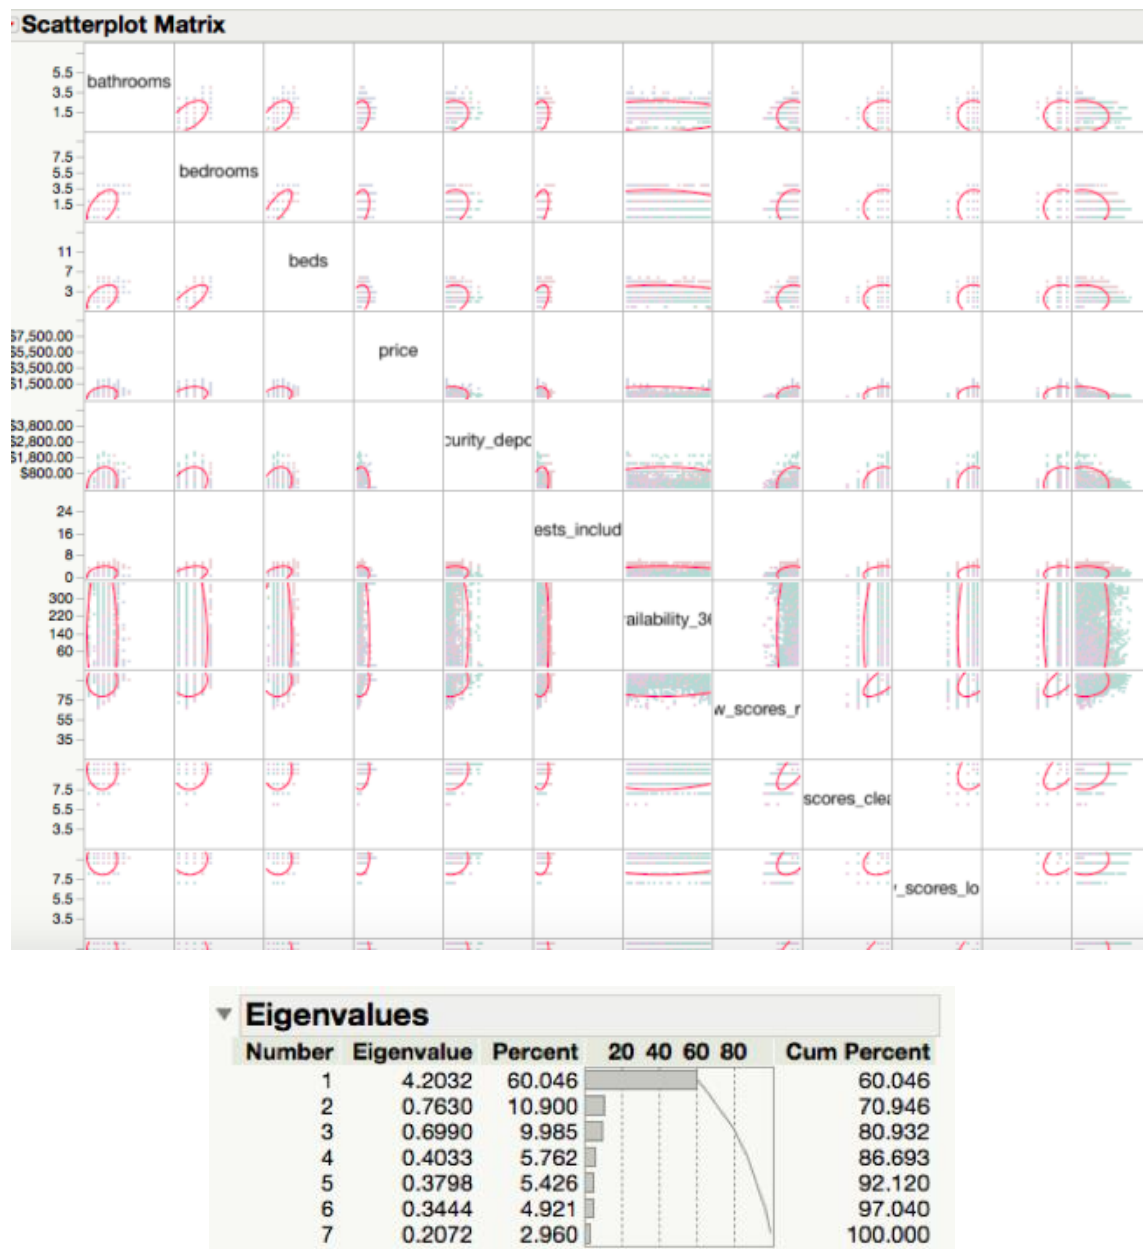 Scatterplot Matrix
5.5
bathrooms
3.5
1.5
7.5
bedrooms
5.5
3.5
1.5
11
beds
7
3
$7,500.00
price
$5,500.00
$3,500.00
$1,500.00
$3,800.00
curity_depc
$2,800.00
$1,800.00
$800.00
24
ests_includ
16
8
0
300
ailability_36
220
140
60
w_scores_r
75
55
35
scores_clea
7.5
5.5
3.5
_scores_lo
7.5
5.5
3.5
Eigenvalues
Number Eigenvalue Percent 20 40 60 80 Cum Percent
1 4.2032 60.046 60.046
2 0.7630 10.900 70.946
3 0.6990 9.985 80.932
4 0.4033 5.762 86.693
5 0.3798 5.426 92.120
6 0.3444 4.921 97.040
7 0.2072 2.960 100.000